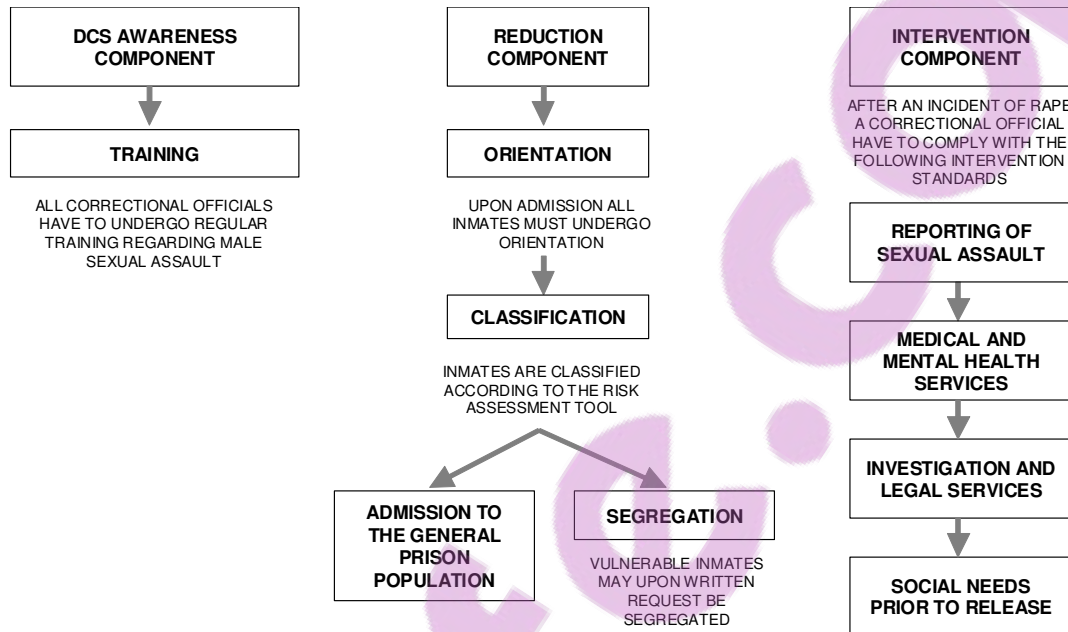 DCS AWARENESS
COMPONENT
TRAINING
ALL CORRECTIONAL OFFICIALS
HAVE TO UNDERGO REGULAR
TRAINING REGARDING MALE
SEXUAL ASSAULT
REDUCTION
COMPONENT
ORIENTATION
UPON ADMISSION ALL
INMATES MUST UNDERGO
ORIENTATION
CLASSIFICATION
INMATES ARE CLASSIFIED
ACCORDING TO THE RISK
ASSESSMENT TOOL
ADMISSION TO
THE GENERAL
PRISON
POPULATION
SEGREGATION
VULNERABLE INMATES
MAY UPON WRITTEN
REQUEST BE
SEGREGATED
INTERVENTION
COMPONENT
AFTER AN INCIDENT OF RAPE
A CORRECTIONAL OFFICIAL
HAVE TO COMPLY WITH THE
FOLLOWING INTERVENTION
STANDARDS
REPORTING OF
SEXUAL ASSAULT
MEDICAL AND
MENTAL HEALTH
SERVICES
INVESTIGATION AND
LEGAL SERVICES
SOCIAL NEEDS
PRIOR TO RELEASE